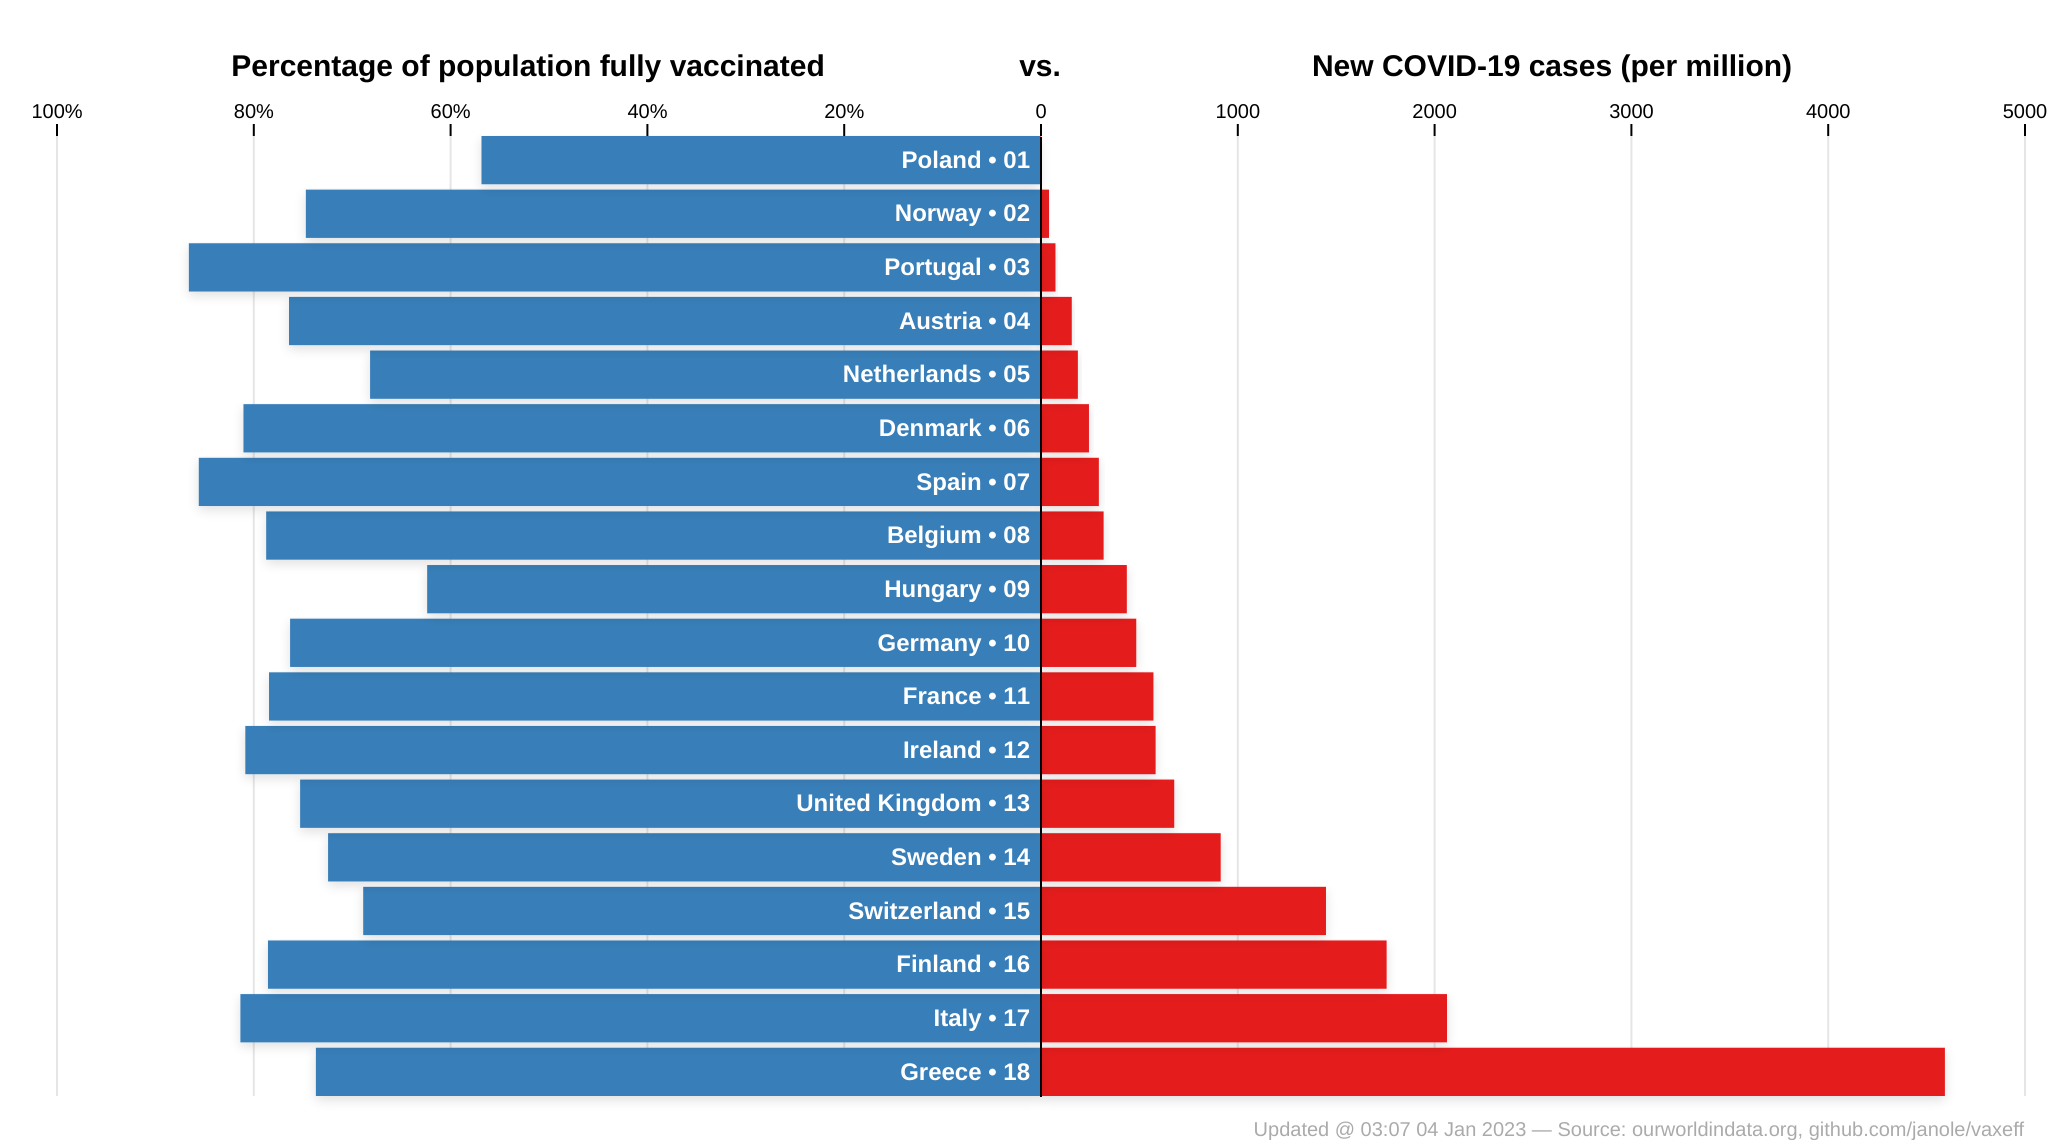 Percentage of population fully vaccinated vs. New COVID-19 cases (per million)
100% 80% 60% 40% 20% 0 1000 2000 3000 4000 5000
Poland • 01
Norway • 02
Portugal • 03
Austria • 04
Netherlands • 05
Denmark • 06
Spain • 07
Belgium • 08
Hungary • 09
Germany • 10
France • 11
Ireland • 12
United Kingdom • 13
Sweden • 14
Switzerland • 15
Finland • 16
Italy • 17
Greece • 18
Updated @ 03:07 04 Jan 2023 — Source: ourworldindata.org, github.com/janole/vaxeff